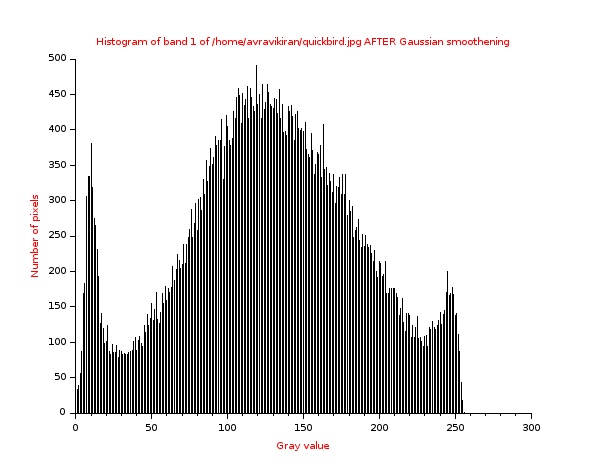 Histogram of band 1 of /home/avravikiran/quickbird.jpg AFTER Gaussian smoothening
500
450
400
350
300
250
200
150
100
50
0
Number of pixels
0 50 100 150 200 250 300
Gray value